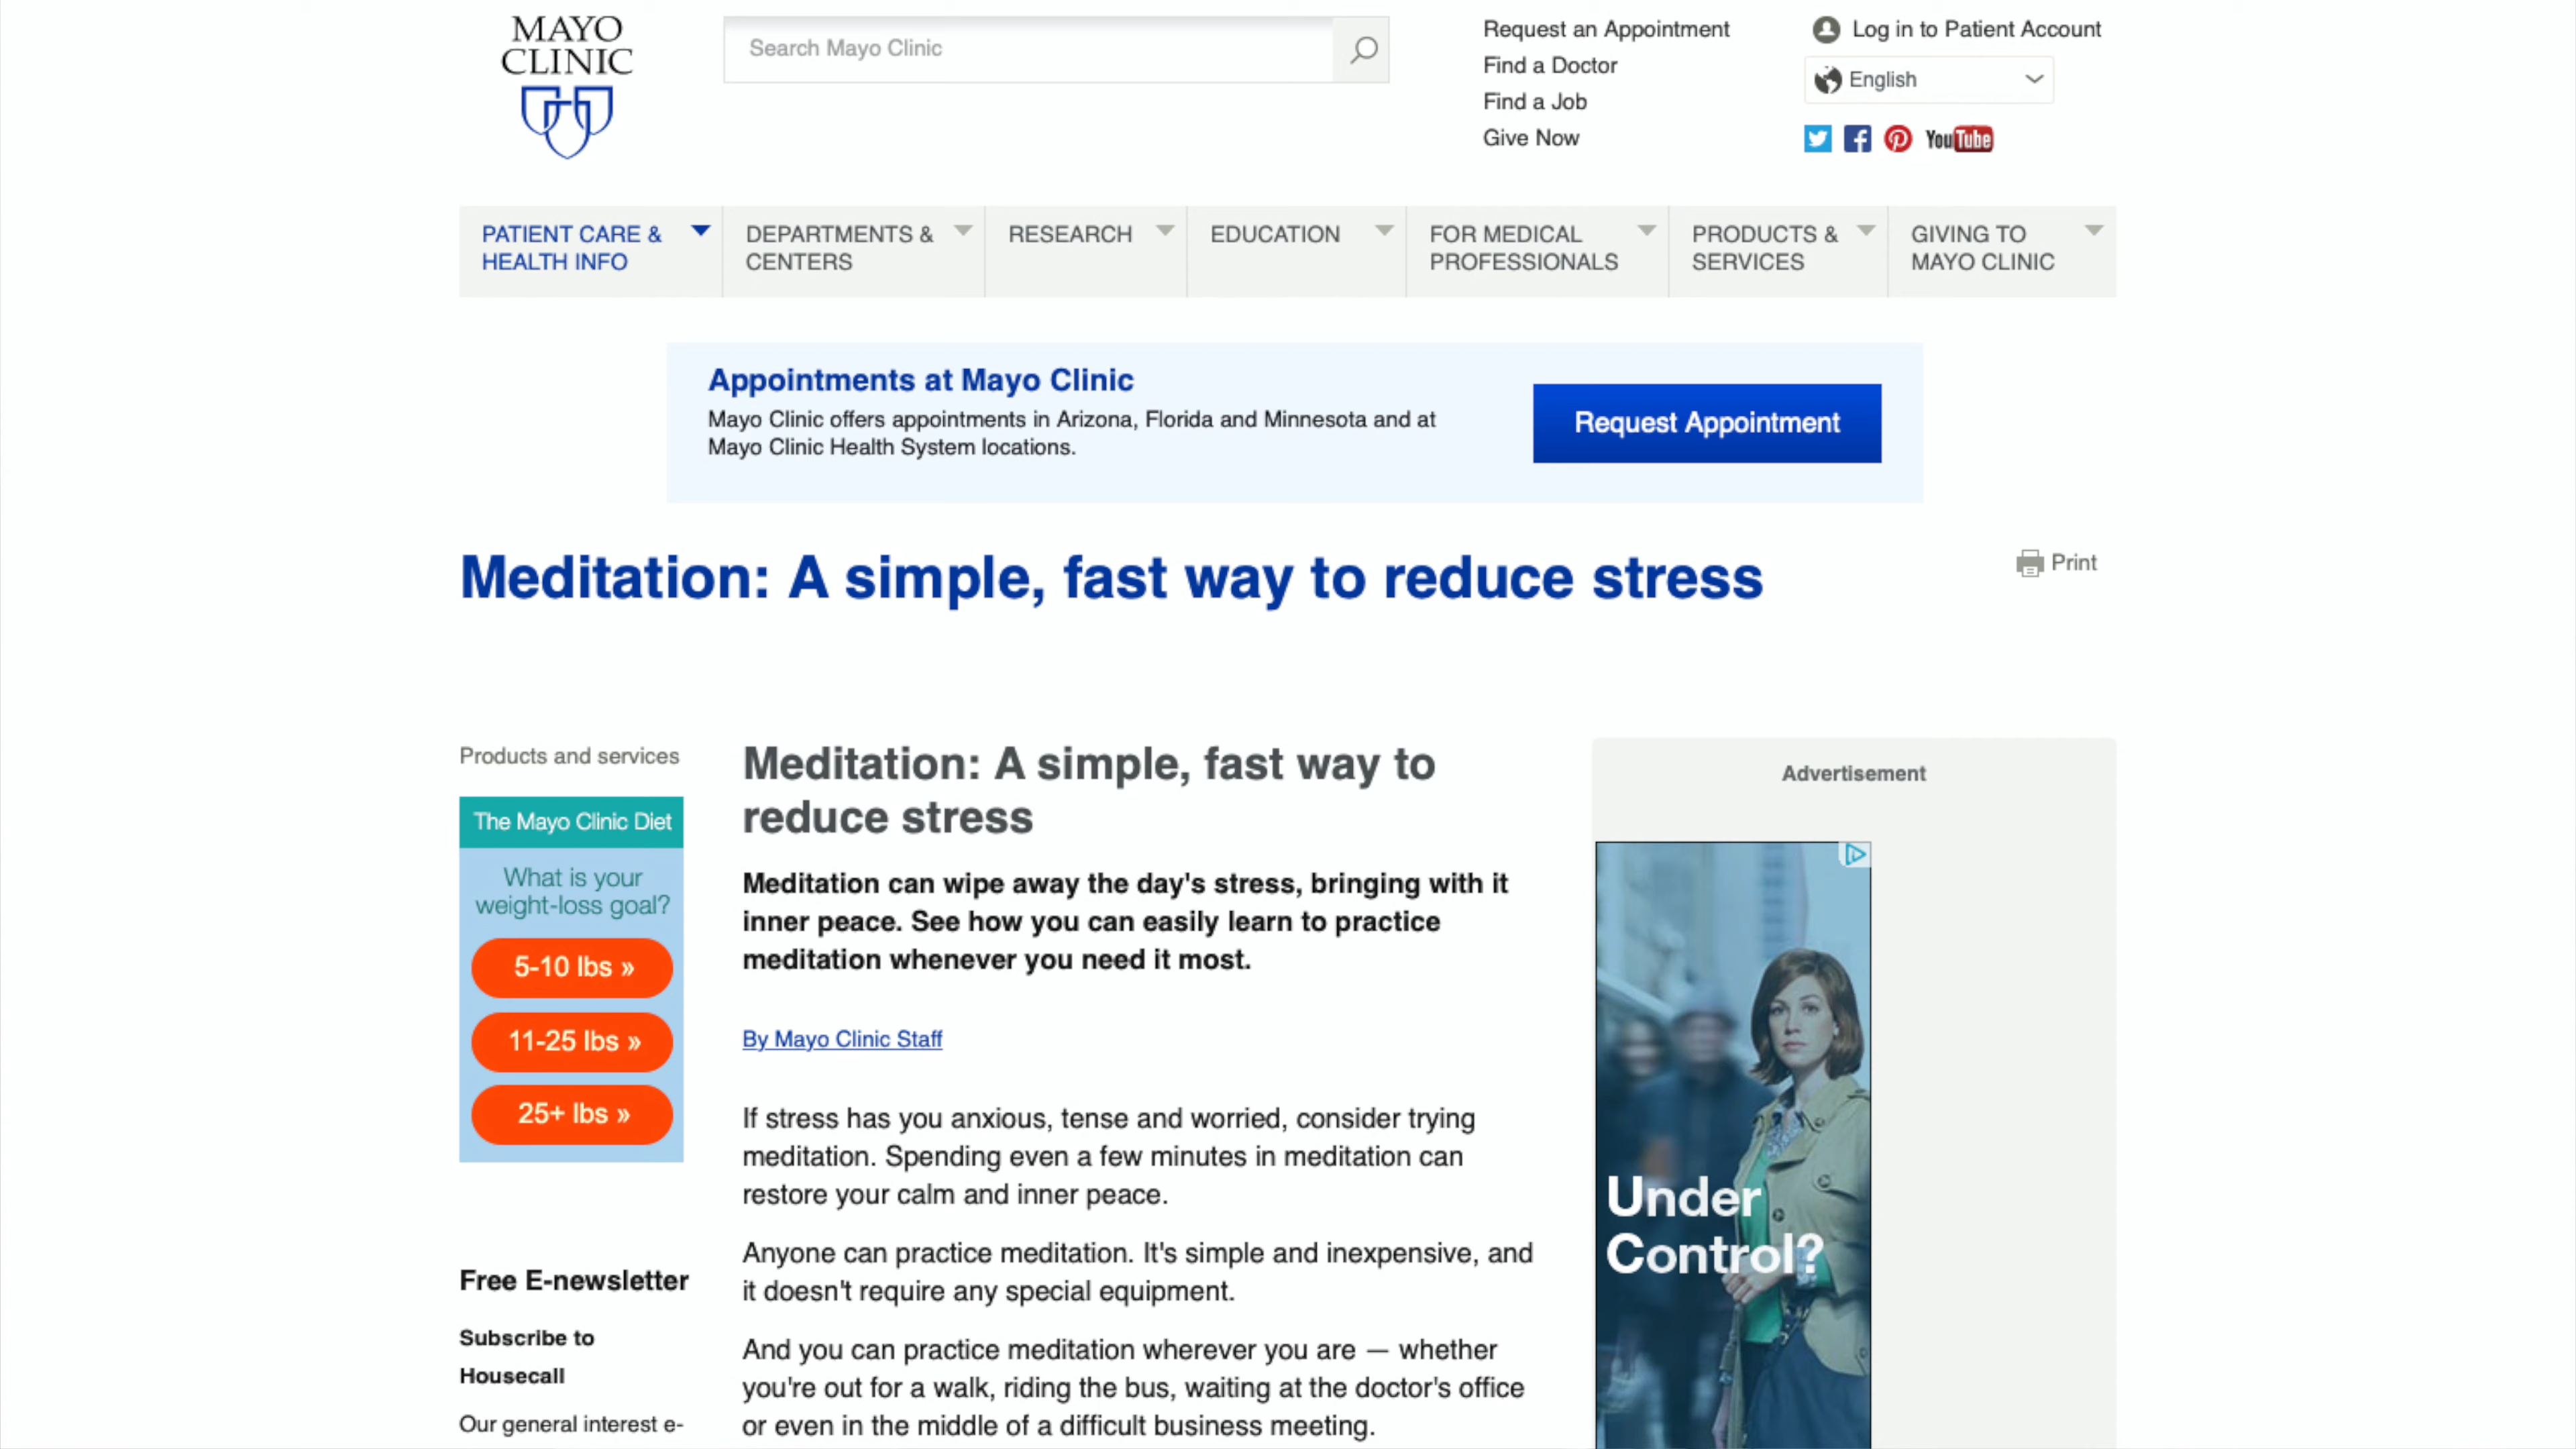 MAYO
CLINIC
Search Mayo Clinic
Request an Appointment
Find a Doctor
Find a Job
Give Now
Log in to Patient Account
English
YouTube
PATIENT CARE &
HEALTH INFO
DEPARTMENTS &
CENTERS
RESEARCH
EDUCATION
FOR MEDICAL
PROFESSIONALS
PRODUCTS &
SERVICES
GIVING TO
MAYO CLINIC
Appointments at Mayo Clinic
Mayo Clinic offers appointments in Arizona, Florida and Minnesota and at
Mayo Clinic Health System locations.
Request Appointment
Meditation: A simple, fast way to reduce stress
Print
Products and services
The Mayo Clinic Diet
What is your
weight-loss goal?
5-10 lbs »
11-25 lbs »
25+ lbs »
Free E-newsletter
Subscribe to
Housecall
Our general interest e-
Meditation: A simple, fast way to
reduce stress
Meditation can wipe away the day's stress, bringing with it
inner peace. See how you can easily learn to practice
meditation whenever you need it most.
By Mayo Clinic Staff
If stress has you anxious, tense and worried, consider trying
meditation. Spending even a few minutes in meditation can
restore your calm and inner peace.
Anyone can practice meditation. It's simple and inexpensive, and
it doesn't require any special equipment.
And you can practice meditation wherever you are — whether
you're out for a walk, riding the bus, waiting at the doctor's office
or even in the middle of a difficult business meeting.
Advertisement
Under
Control?